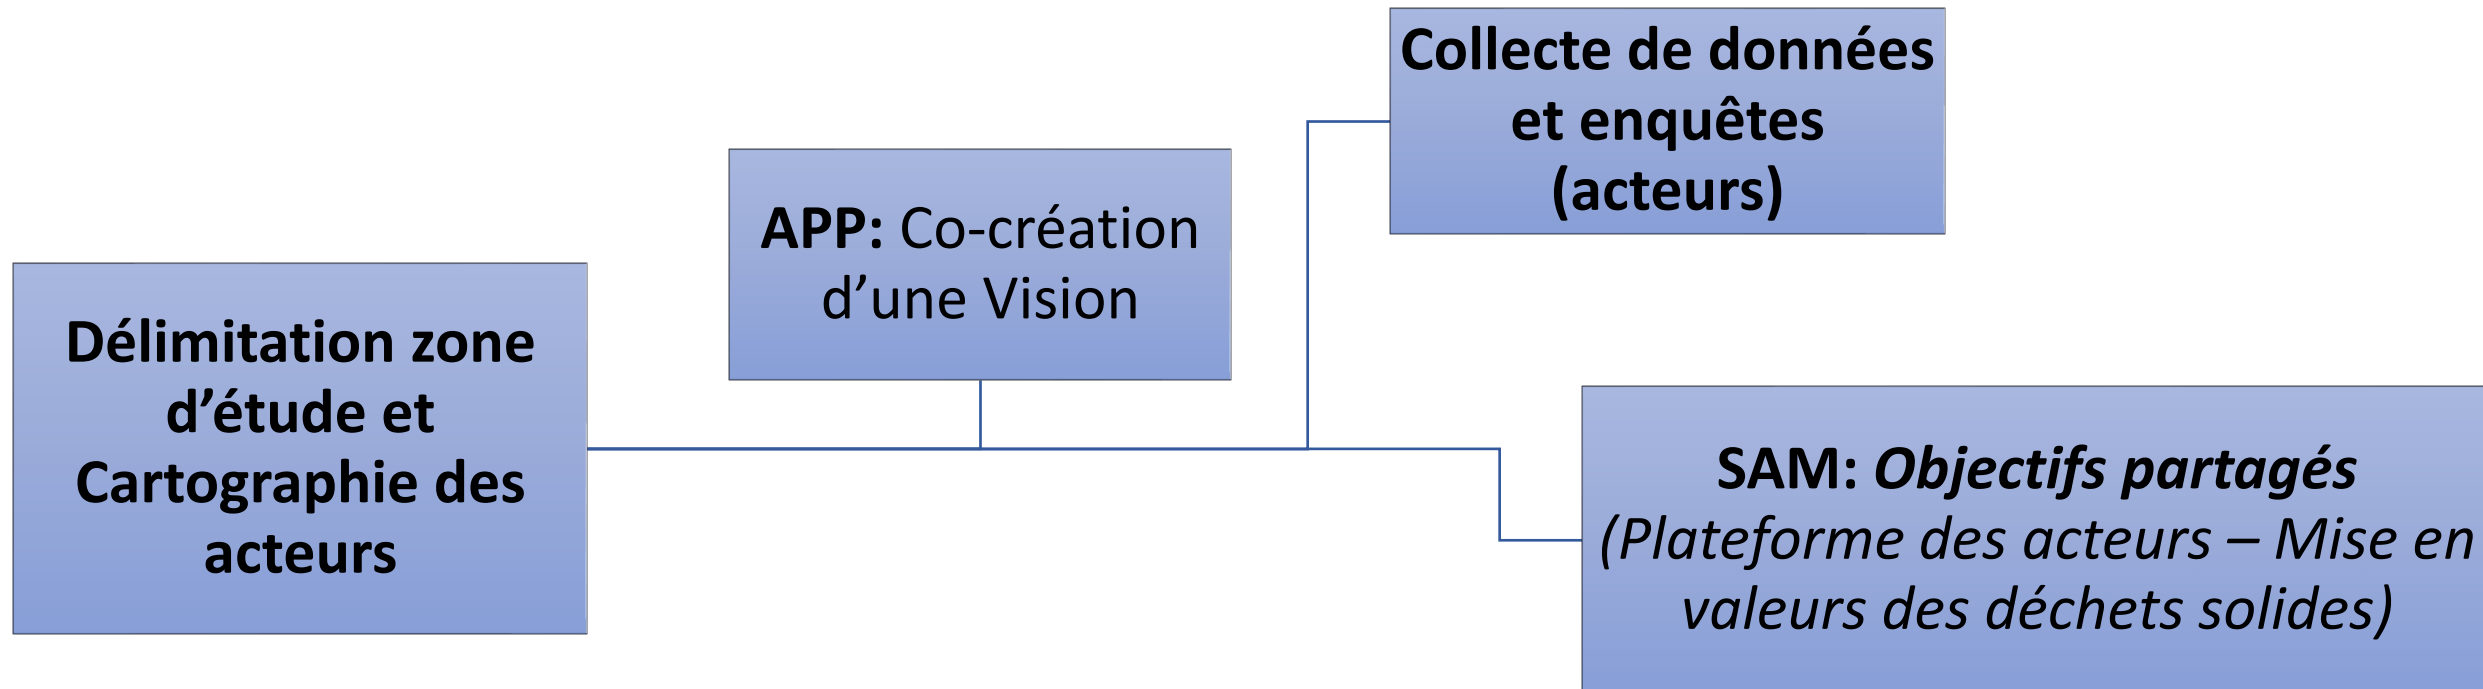 Délimitation zone
d’étude et
Cartographie des
acteurs
APP: Co-création
d’une Vision
Collecte de données
et enquêtes
(acteurs)
SAM: Objectifs partagés
(Plateforme des acteurs – Mise en
valeurs des déchets solides)